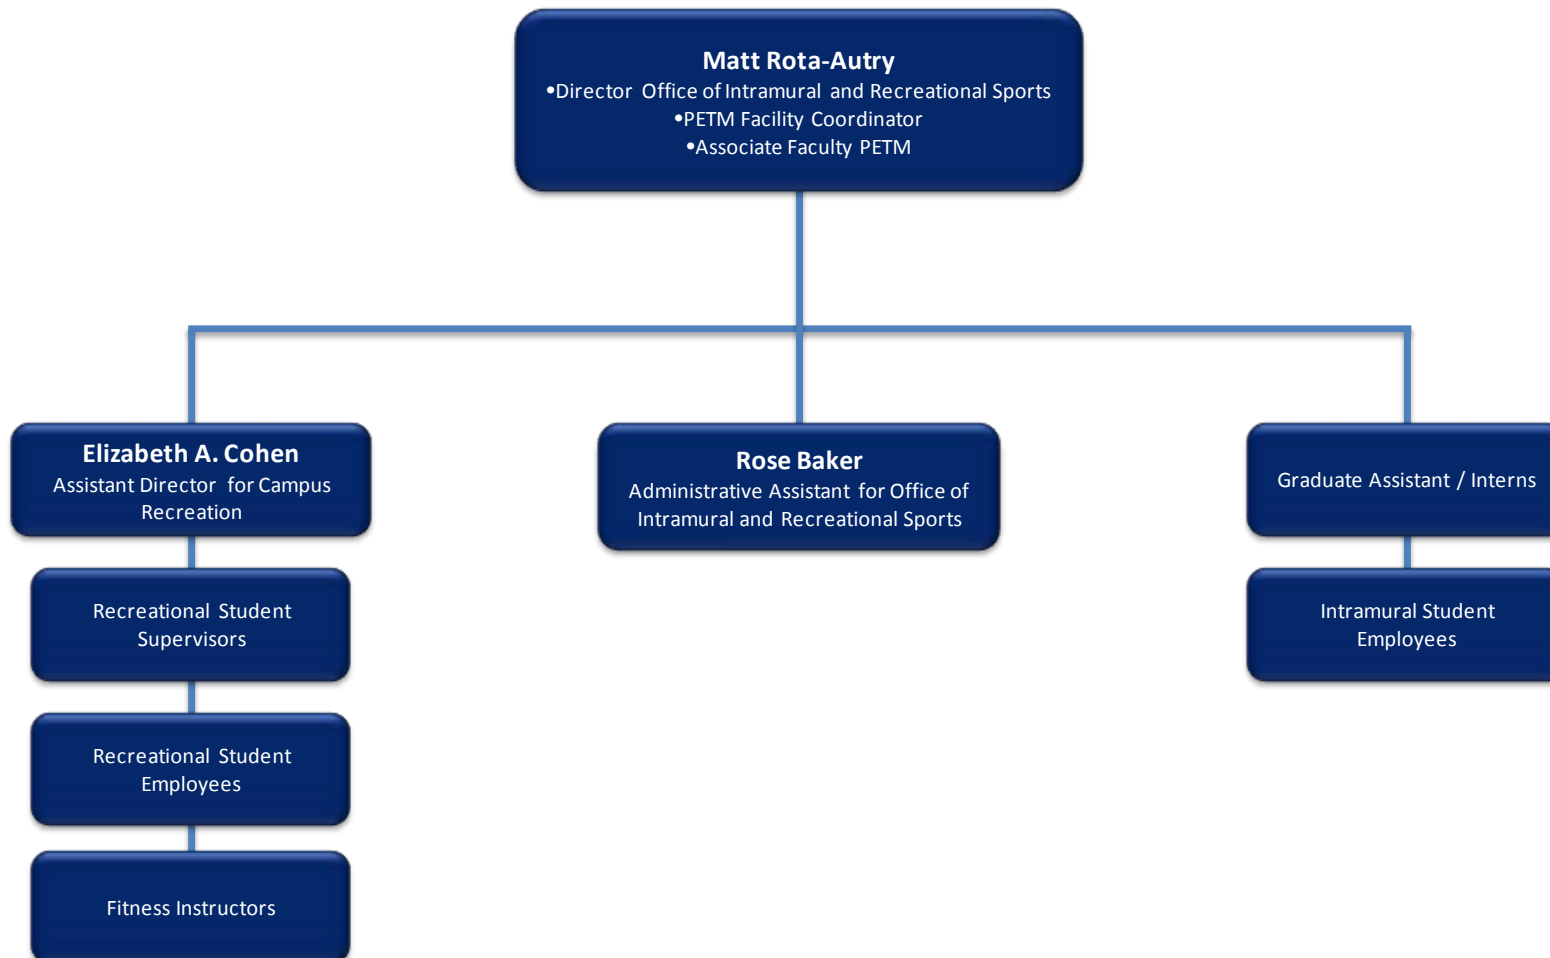 Matt Rota-Autry
•Director Office of Intramural and Recreational Sports
•PETM Facility Coordinator
•Associate Faculty PETM
Elizabeth A. Cohen
Assistant Director for Campus
Recreation
Rose Baker
Administrative Assistant for Office of
Intramural and Recreational Sports
Graduate Assistant / Interns
Recreational Student
Supervisors
Intramural Student
Employees
Recreational Student
Employees
Fitness Instructors